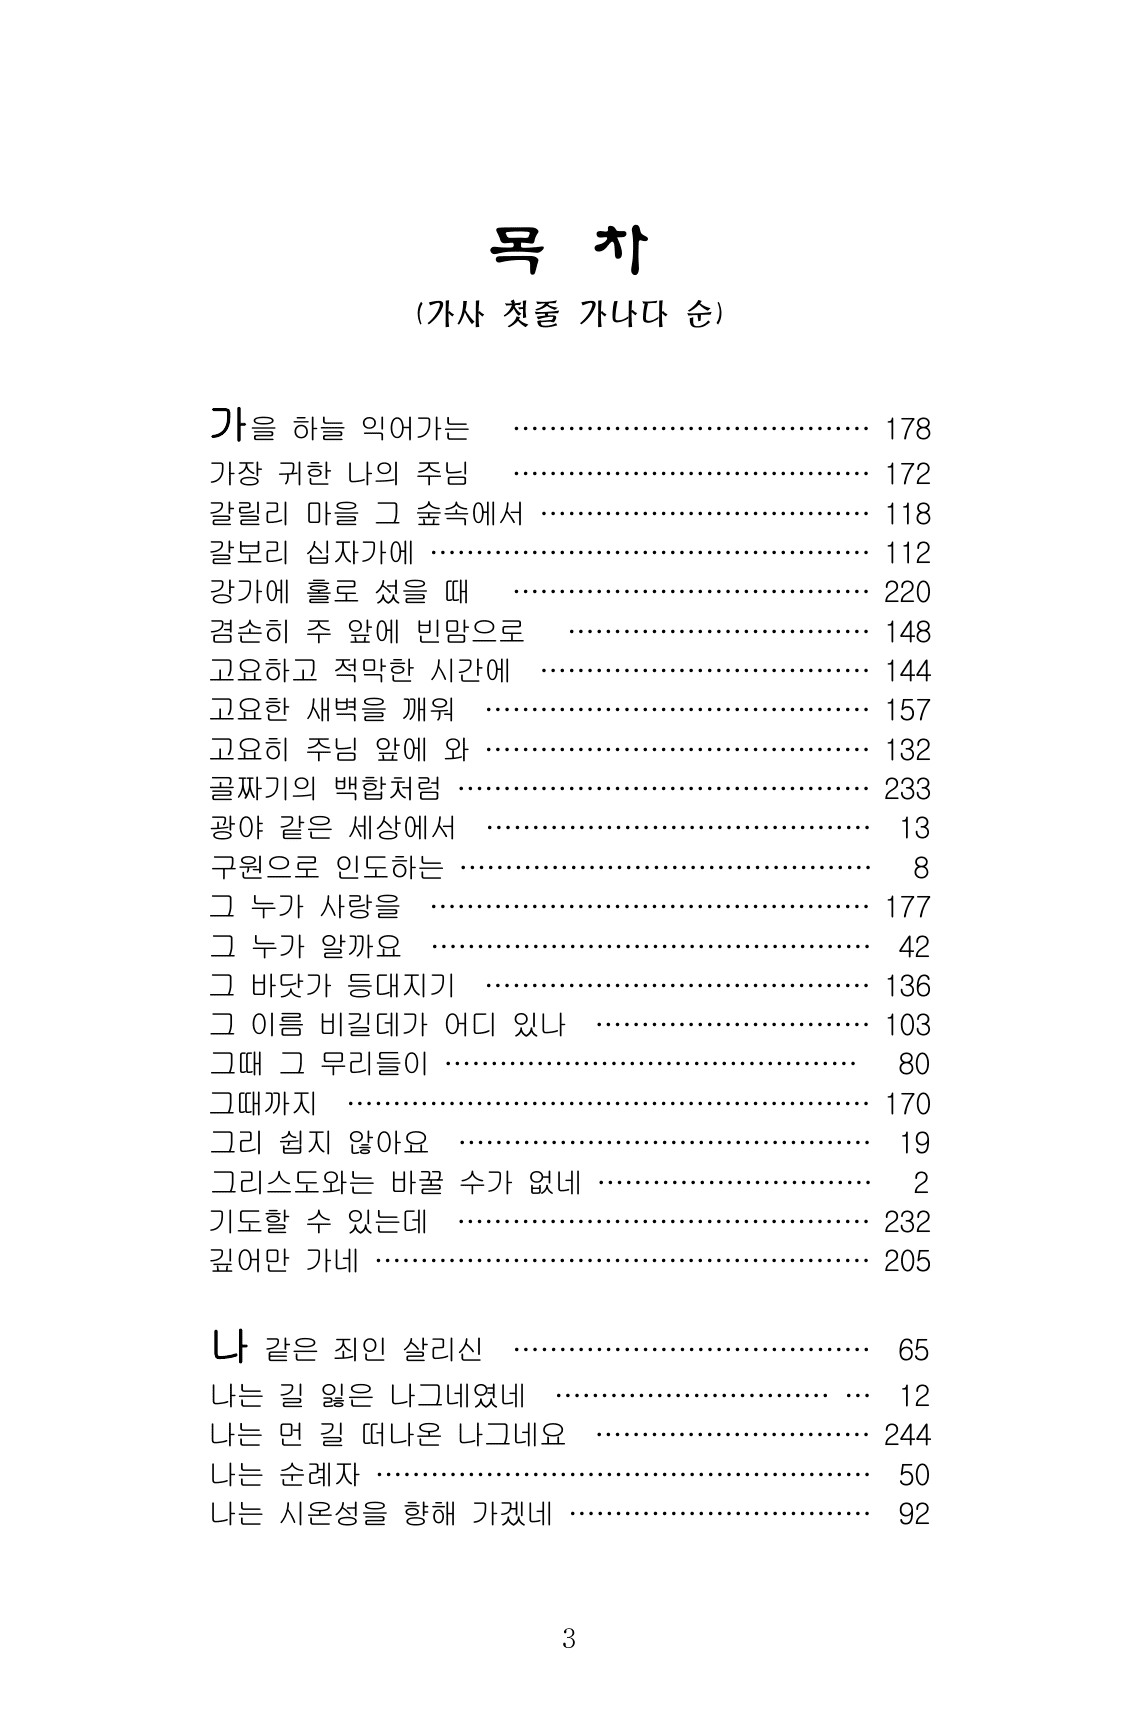 목 차
(가사 첫줄 가나다 순)
가을 하늘 익어가는 ······································· 178
가장 귀한 나의 주님 ······································· 172
갈릴리 마을 그 숲속에서 ···································· 118
갈보리 십자가에 ················································ 112
강가에 홀로 섰을 때 ······································· 220
겸손히 주 앞에 빈맘으로 ································· 148
고요하고 적막한 시간에 ···································· 144
고요한 새벽을 깨워 ·········································· 157
고요히 주님 앞에 와 ·········································· 132
골짜기의 백합처럼 ············································· 233
광야 같은 세상에서 ·········································· 13
구원으로 인도하는 ············································· 8
그 누가 사랑을 ················································ 177
그 누가 알까요 ················································ 42
그 바닷가 등대지기 ·········································· 136
그 이름 비길데가 어디 있나 ······························ 103
그때 그 무리들이 ············································· 80
그때까지 ························································· 170
그리 쉽지 않아요 ············································· 19
그리스도와는 바꿀 수가 없네 ······························ 2
기도할 수 있는데 ············································· 232
깊어만 가네 ······················································ 205
나 같은 죄인 살리신 ······································· 65
나는 길 잃은 나그네였네 ······························ ··· 12
나는 먼 길 떠나온 나그네요 ······························ 244
나는 순례자 ······················································ 50
나는 시온성을 향해 가겠네 ································· 92
3